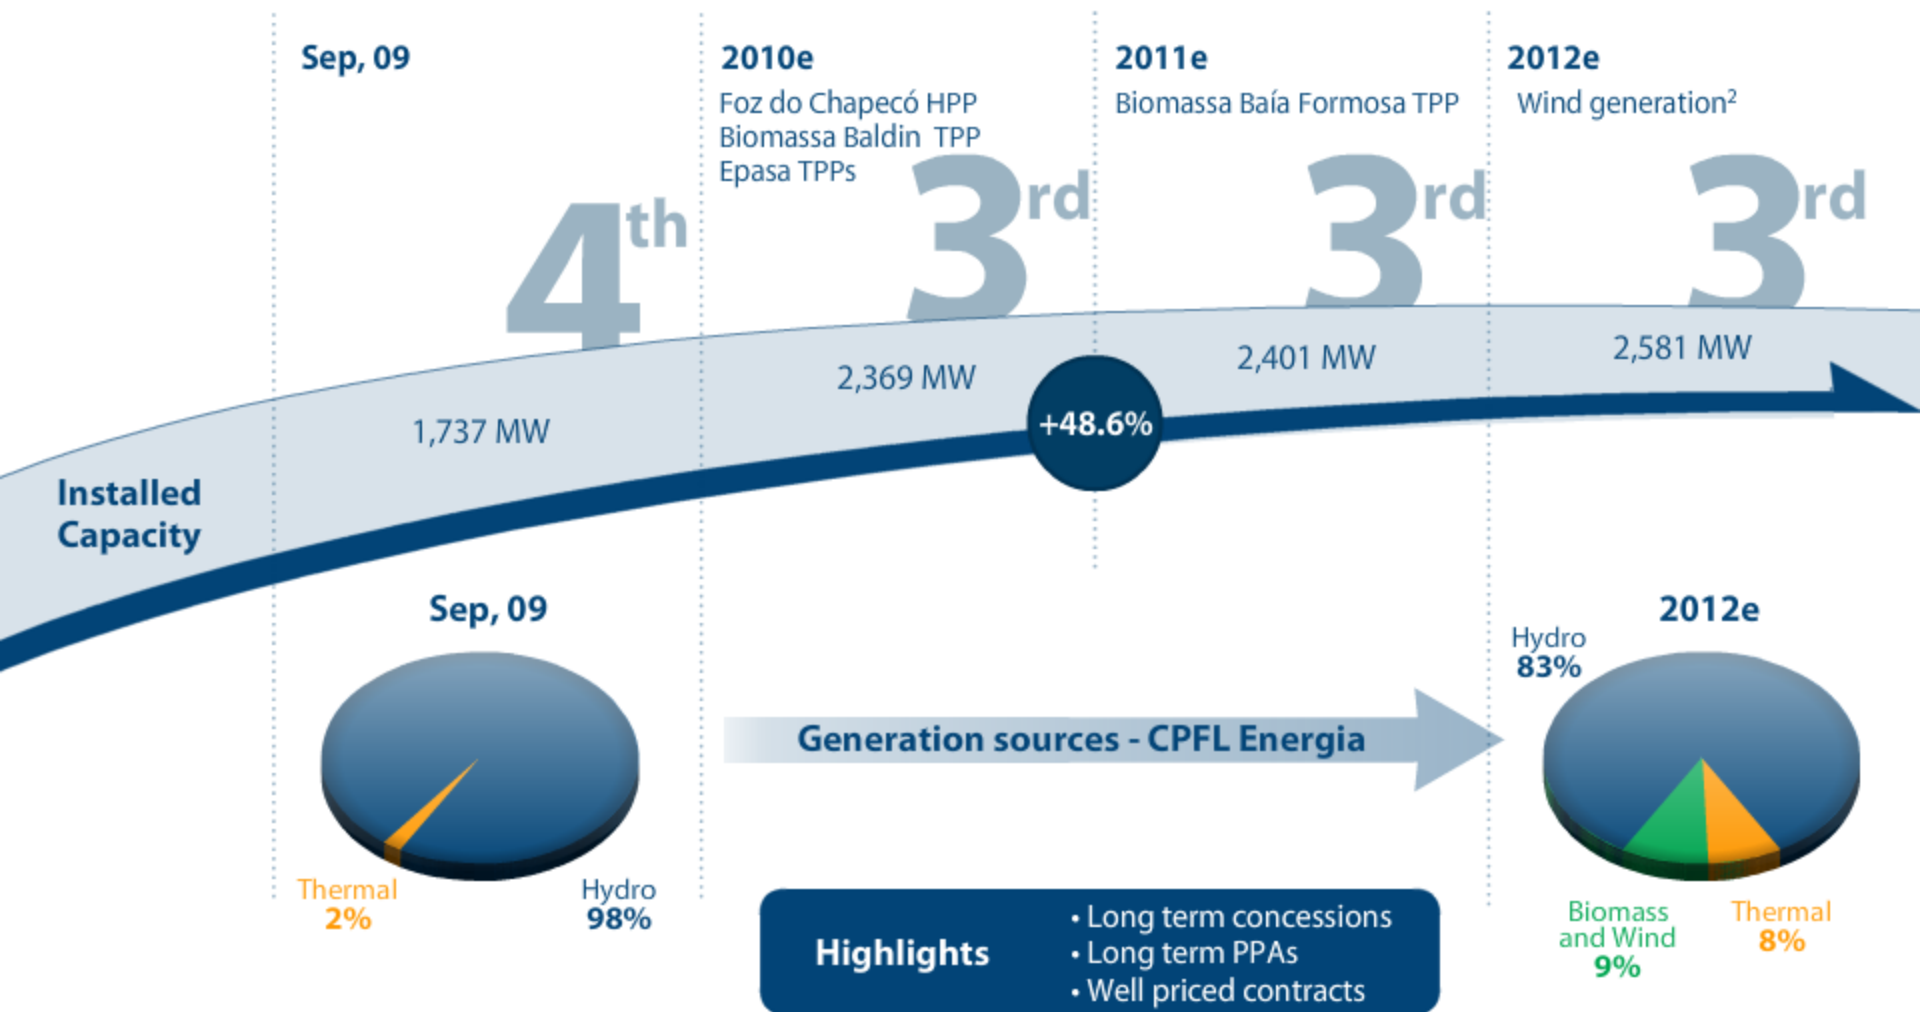 Sep, 09
4th
2010e
Foz do Chapecó HPP
Biomassa Baldin TPP
Epasa TPPs
3rd
2011e
Biomassa Baía Formosa TPP
3rd
2012e
Wind generation²
3rd
Installed
Capacity
1,737 MW
2,369 MW
+48.6%
2,401 MW
2,581 MW
Sep, 09
Thermal
2%
Hydro
98%
Generation sources - CPFL Energia
2012e
Hydro
83%
Biomass
and Wind
9%
Thermal
8%
Highlights
• Long term concessions
• Long term PPAs
• Well priced contracts